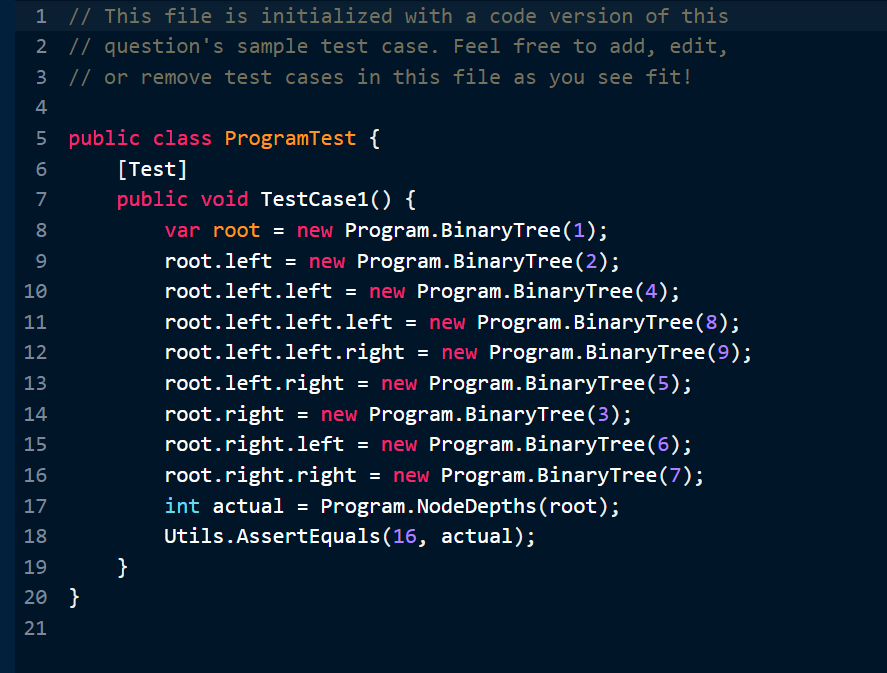 1 // This file is initialized with a code version of this
2 // question's sample test case. Feel free to add, edit,
3 // or remove test cases in this file as you see fit!
4
5 public class ProgramTest {
6     [Test]
7     public void TestCase1() {
8         var root = new Program.BinaryTree(1);
9         root.left = new Program.BinaryTree(2);
10         root.left.left = new Program.BinaryTree(4);
11         root.left.left.left = new Program.BinaryTree(8);
12         root.left.left.right = new Program.BinaryTree(9);
13         root.left.right = new Program.BinaryTree(5);
14         root.right = new Program.BinaryTree(3);
15         root.right.left = new Program.BinaryTree(6);
16         root.right.right = new Program.BinaryTree(7);
17         int actual = Program.NodeDepths(root);
18         Utils.AssertEquals(16, actual);
19     }
20 }
21